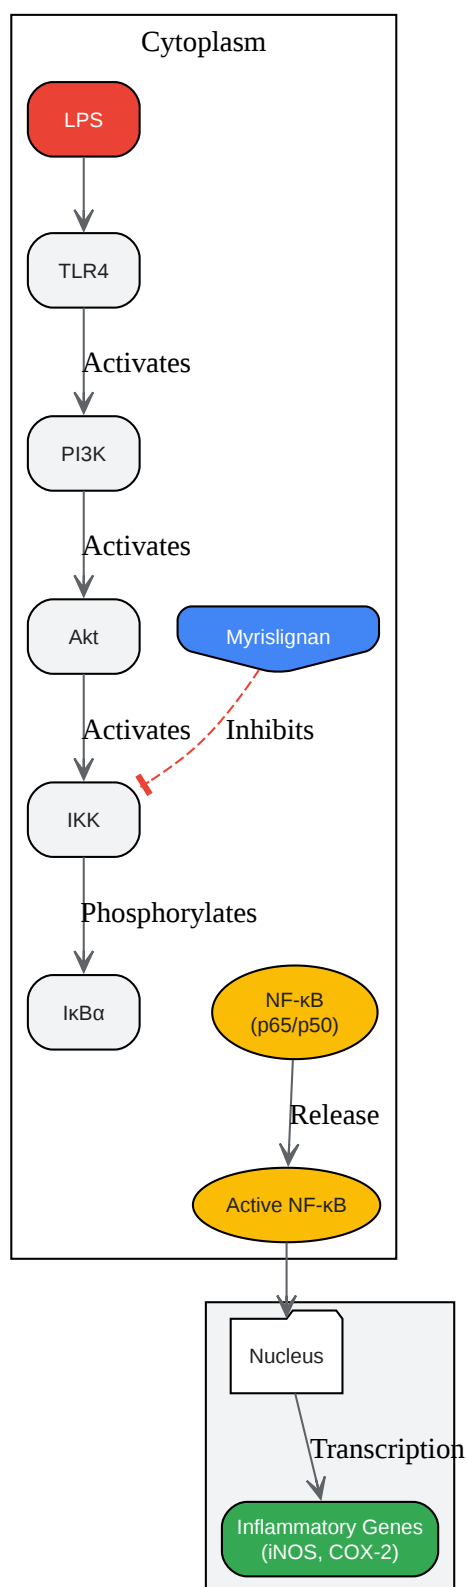 Cytoplasm
LPS
TLR4
Activates
PI3K
Activates
Akt
Myrislignan
Activates
Inhibits
IKK
Phosphorylates
IκBα
NF-κB
(p65/p50)
Release
Active NF-κB
Nucleus
Transcription
Inflammatory Genes
(iNOS, COX-2)